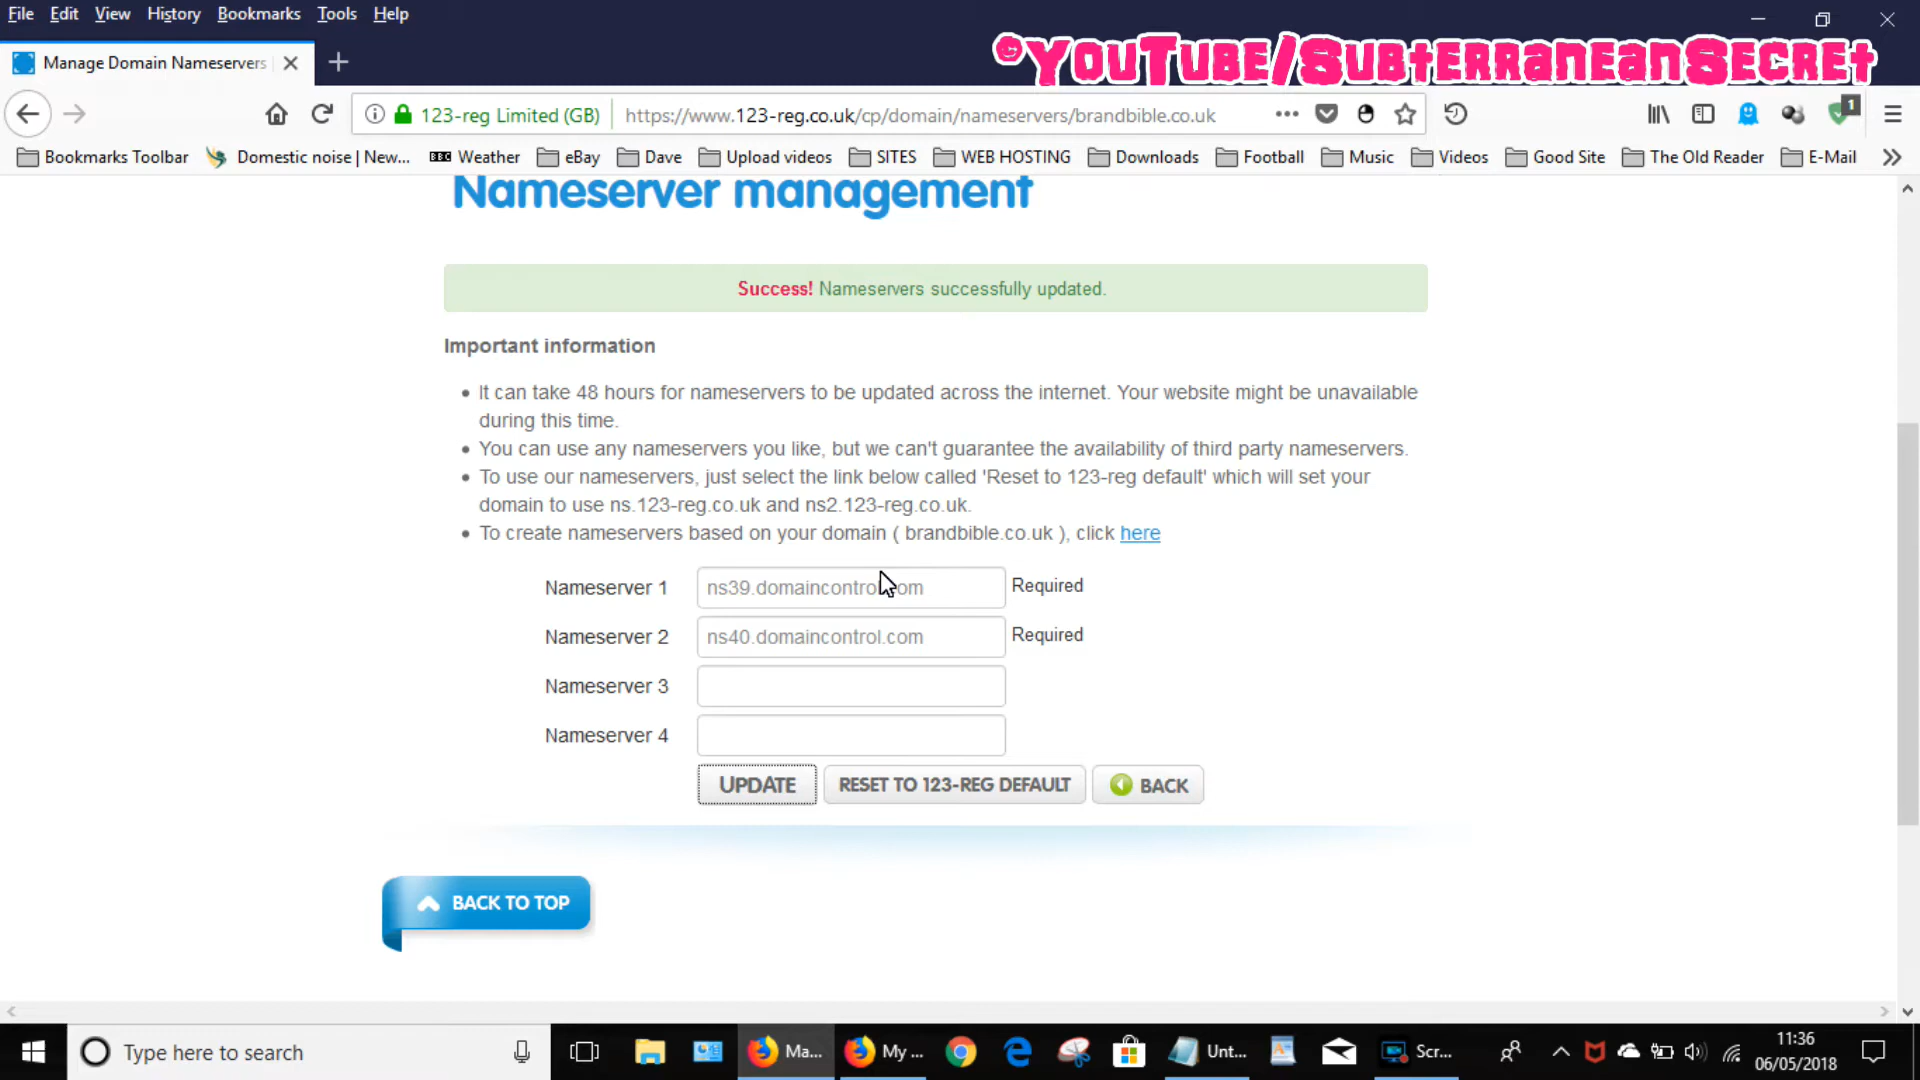 File Edit View History Bookmarks Tools Help
Manage Domain Nameservers
©YouTube/SubterraneanSecret
123-reg Limited (GB) https://www.123-reg.co.uk/cp/domain/nameservers/brandbible.co.uk
1
Bookmarks Toolbar Domestic noise | New... BBC Weather eBay Dave Upload videos SITES WEB HOSTING Downloads Football Music Videos Good Site The Old Reader E-Mail
Nameserver management
Success! Nameservers successfully updated.
Important information
It can take 48 hours for nameservers to be updated across the internet. Your website might be unavailable
during this time.
You can use any nameservers you like, but we can't guarantee the availability of third party nameservers.
To use our nameservers, just select the link below called 'Reset to 123-reg default' which will set your
domain to use ns.123-reg.co.uk and ns2.123-reg.co.uk.
To create nameservers based on your domain ( brandbible.co.uk ), click here
Nameserver 1 ns39.domaincontrol.com Required
Nameserver 2 ns40.domaincontrol.com Required
Nameserver 3
Nameserver 4
UPDATE RESET TO 123-REG DEFAULT BACK
BACK TO TOP
Type here to search Ma... My ... Unt... Scr... 11:36
06/05/2018